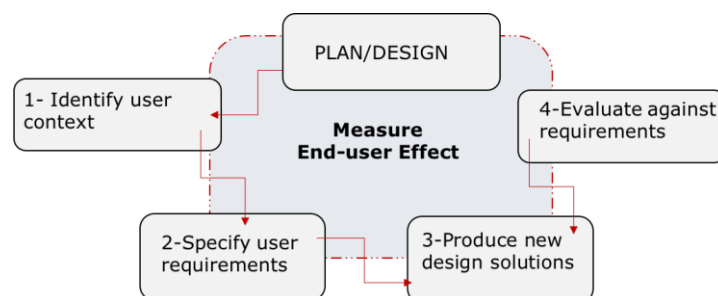 PLAN/DESIGN
1- Identify user
context
Measure
End-user Effect
4-Evaluate against
requirements
2-Specify user
requirements
3-Produce new
design solutions